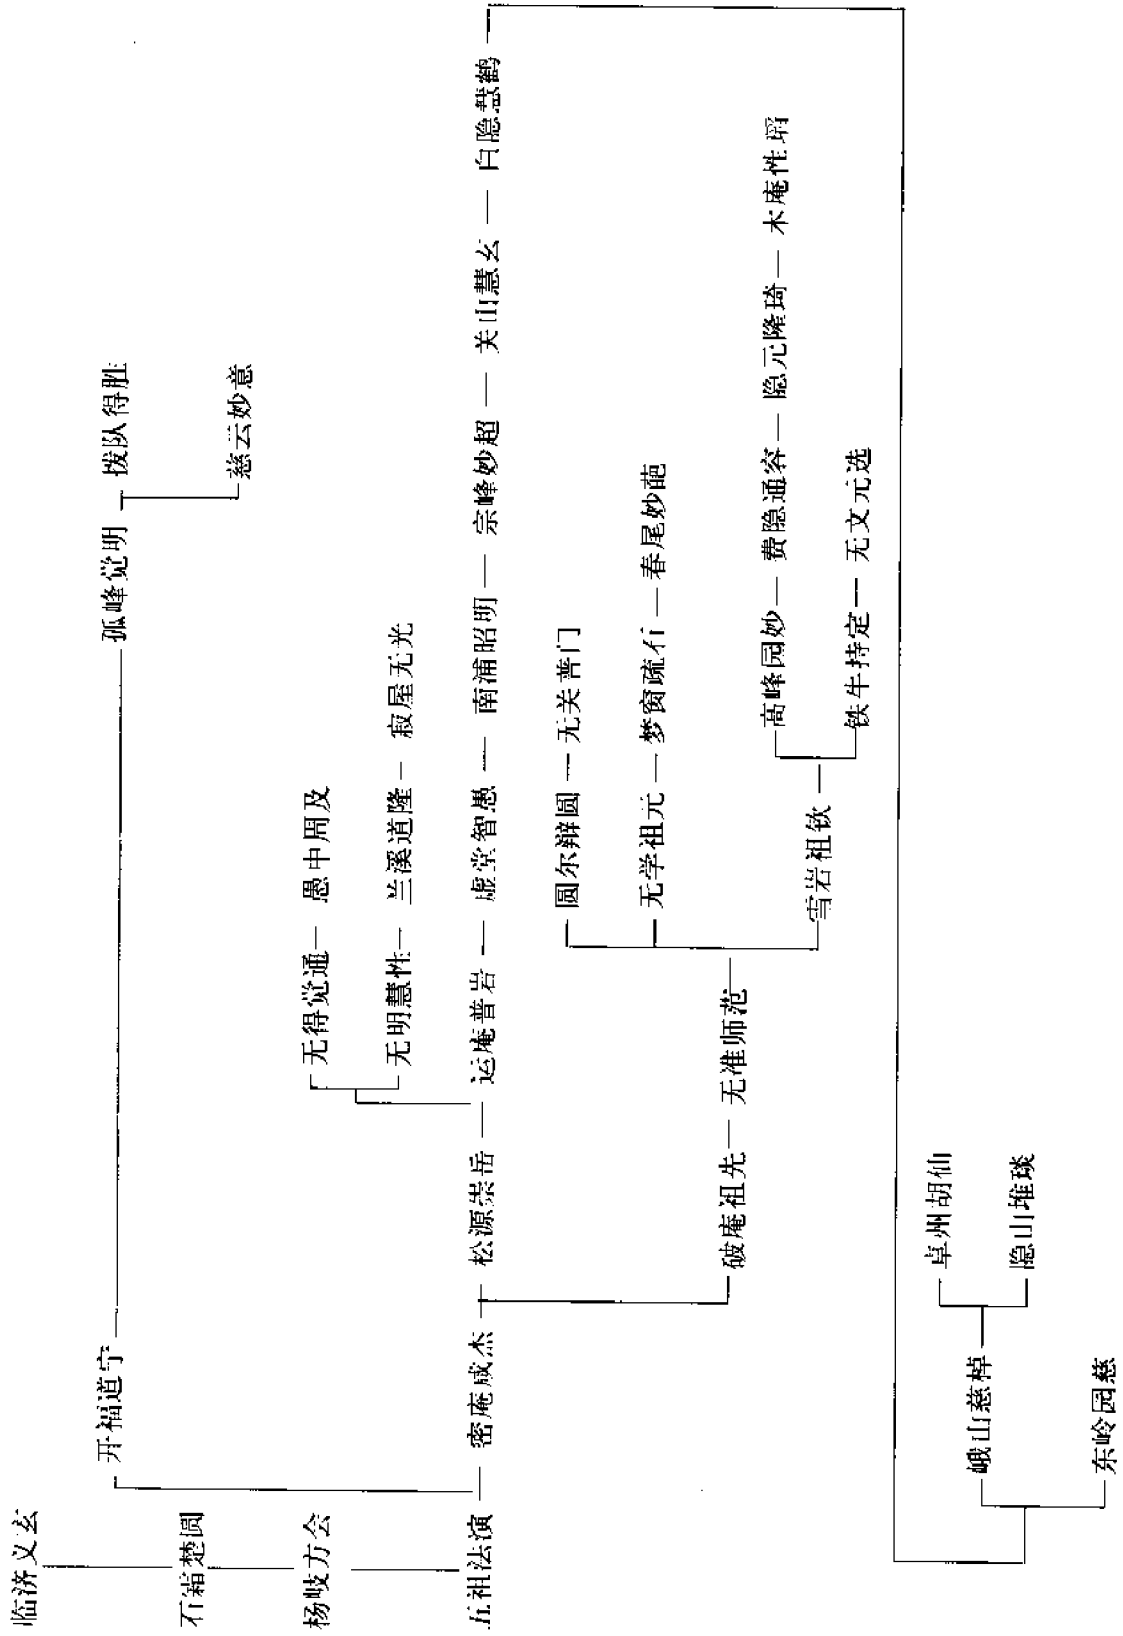 临济义玄
石霜楚圆
杨岐方会
五祖法演
开福道宁
孤峰觉明
拨队得胜
慈云妙意
密庵咸杰
松源崇岳
无得觉通
愚中周及
无明慧性
兰溪道隆
寂屋无光
运庵普岩
虚堂智愚
南浦昭明
宗峰妙超
关山慧玄
白隐慧鹤
破庵祖先
无准师范
圆尔辩圆
无关普门
无学祖元
梦窗疏石
春尾妙葩
雪岩祖钦
高峰园妙
费隐通容
隐元隆琦
木庵性瑫
铁牛持定
无文元选
峨山慈棹
卓州胡仙
隐山堆琰
东岭园慈